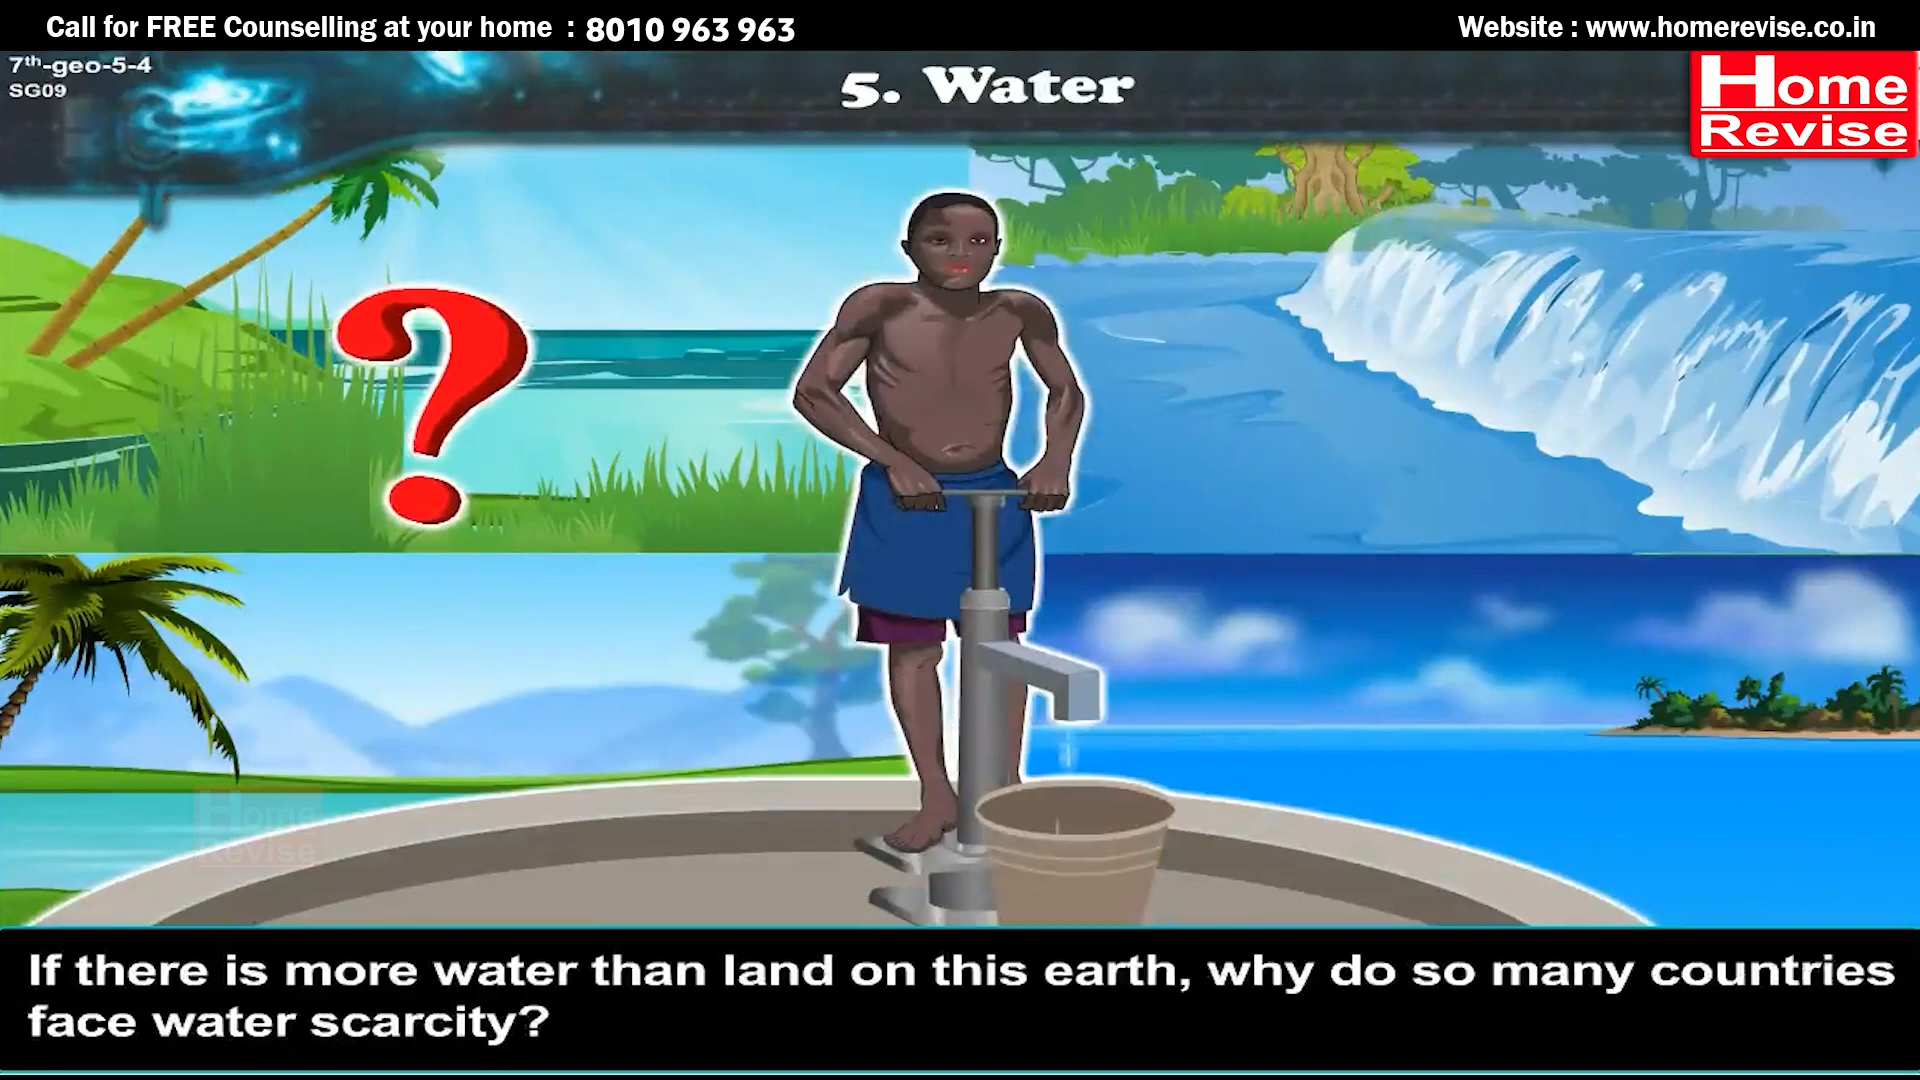 Call for FREE Counselling at your home : 8010 963 963
Website : www.homerevise.co.in
7th-geo-5-4
SG09
5. Water
Home
Revise
Home
Revise
If there is more water than land on this earth, why do so many countries
face water scarcity?